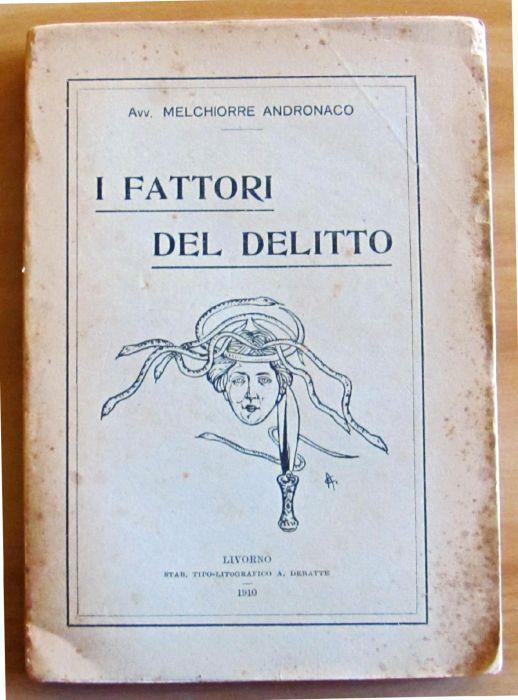 Avv. MELCHIORRE ANDRONACO
I FATTORI
DEL DELITTO
LIVORNO
STAB. TIPO-LITOGRAFICO A. DEBATTE
1910